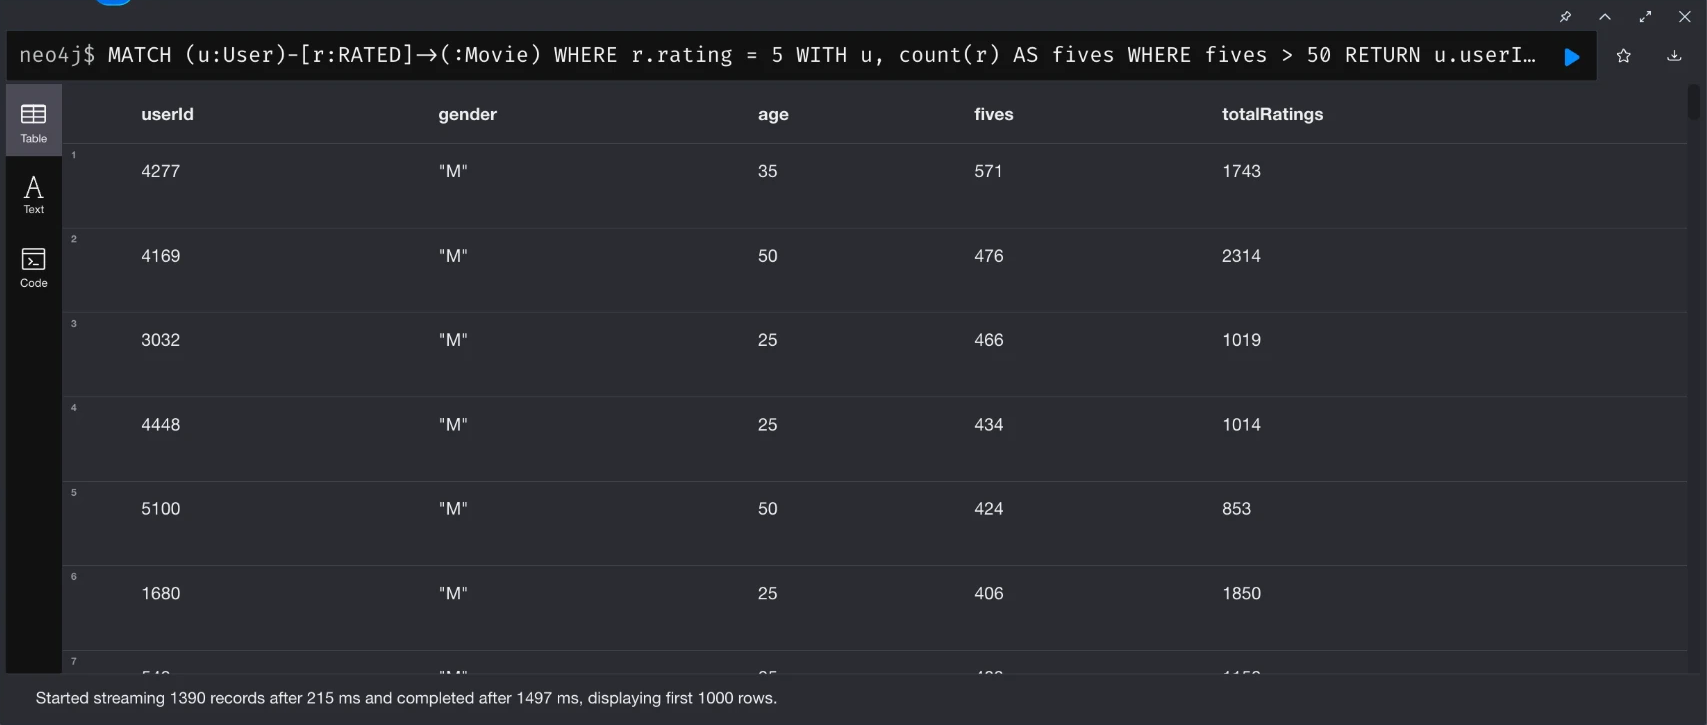 neo4j$ MATCH (u:User)-[r:RATED]→(:Movie) WHERE r.rating = 5 WITH u, count(r) AS fives WHERE fives > 50 RETURN u.userI…
Table
Text
Code
userId gender age fives totalRatings
1 4277 "M" 35 571 1743
2 4169 "M" 50 476 2314
3 3032 "M" 25 466 1019
4 4448 "M" 25 434 1014
5 5100 "M" 50 424 853
6 1680 "M" 25 406 1850
7 "M"
Started streaming 1390 records after 215 ms and completed after 1497 ms, displaying first 1000 rows.